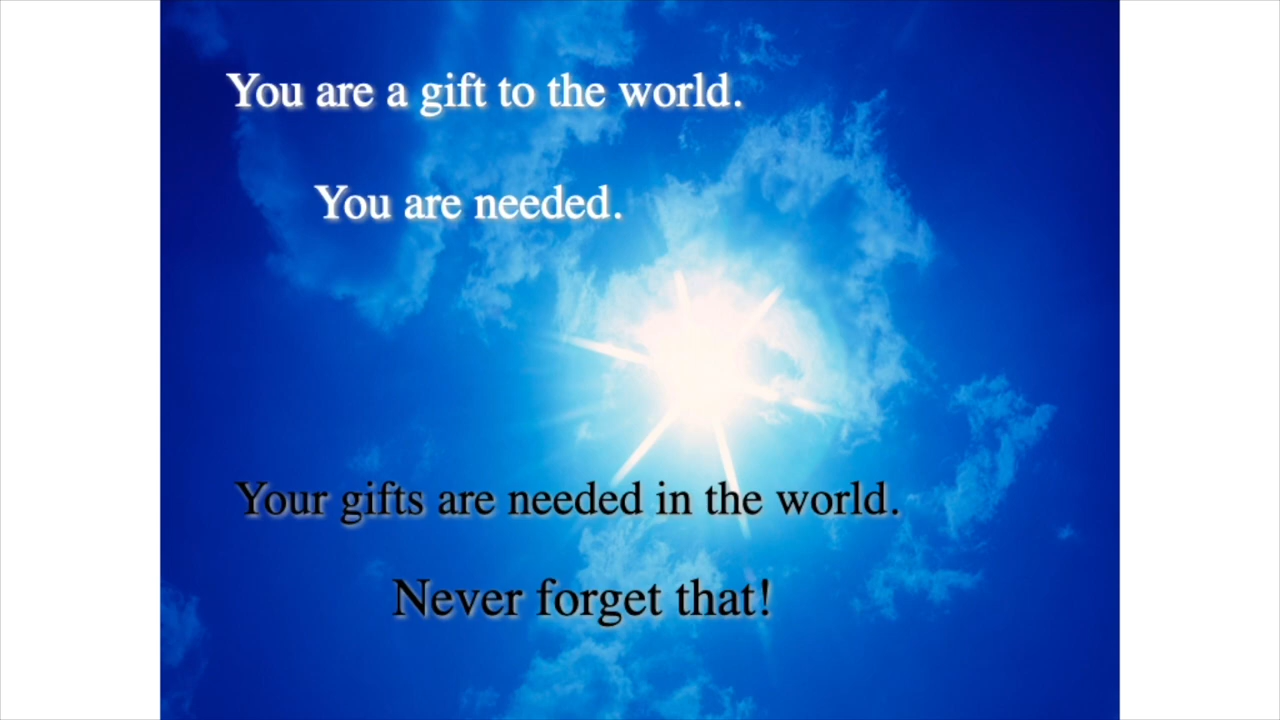 You are a gift to the world.
You are needed.
Your gifts are needed in the world.
Never forget that!